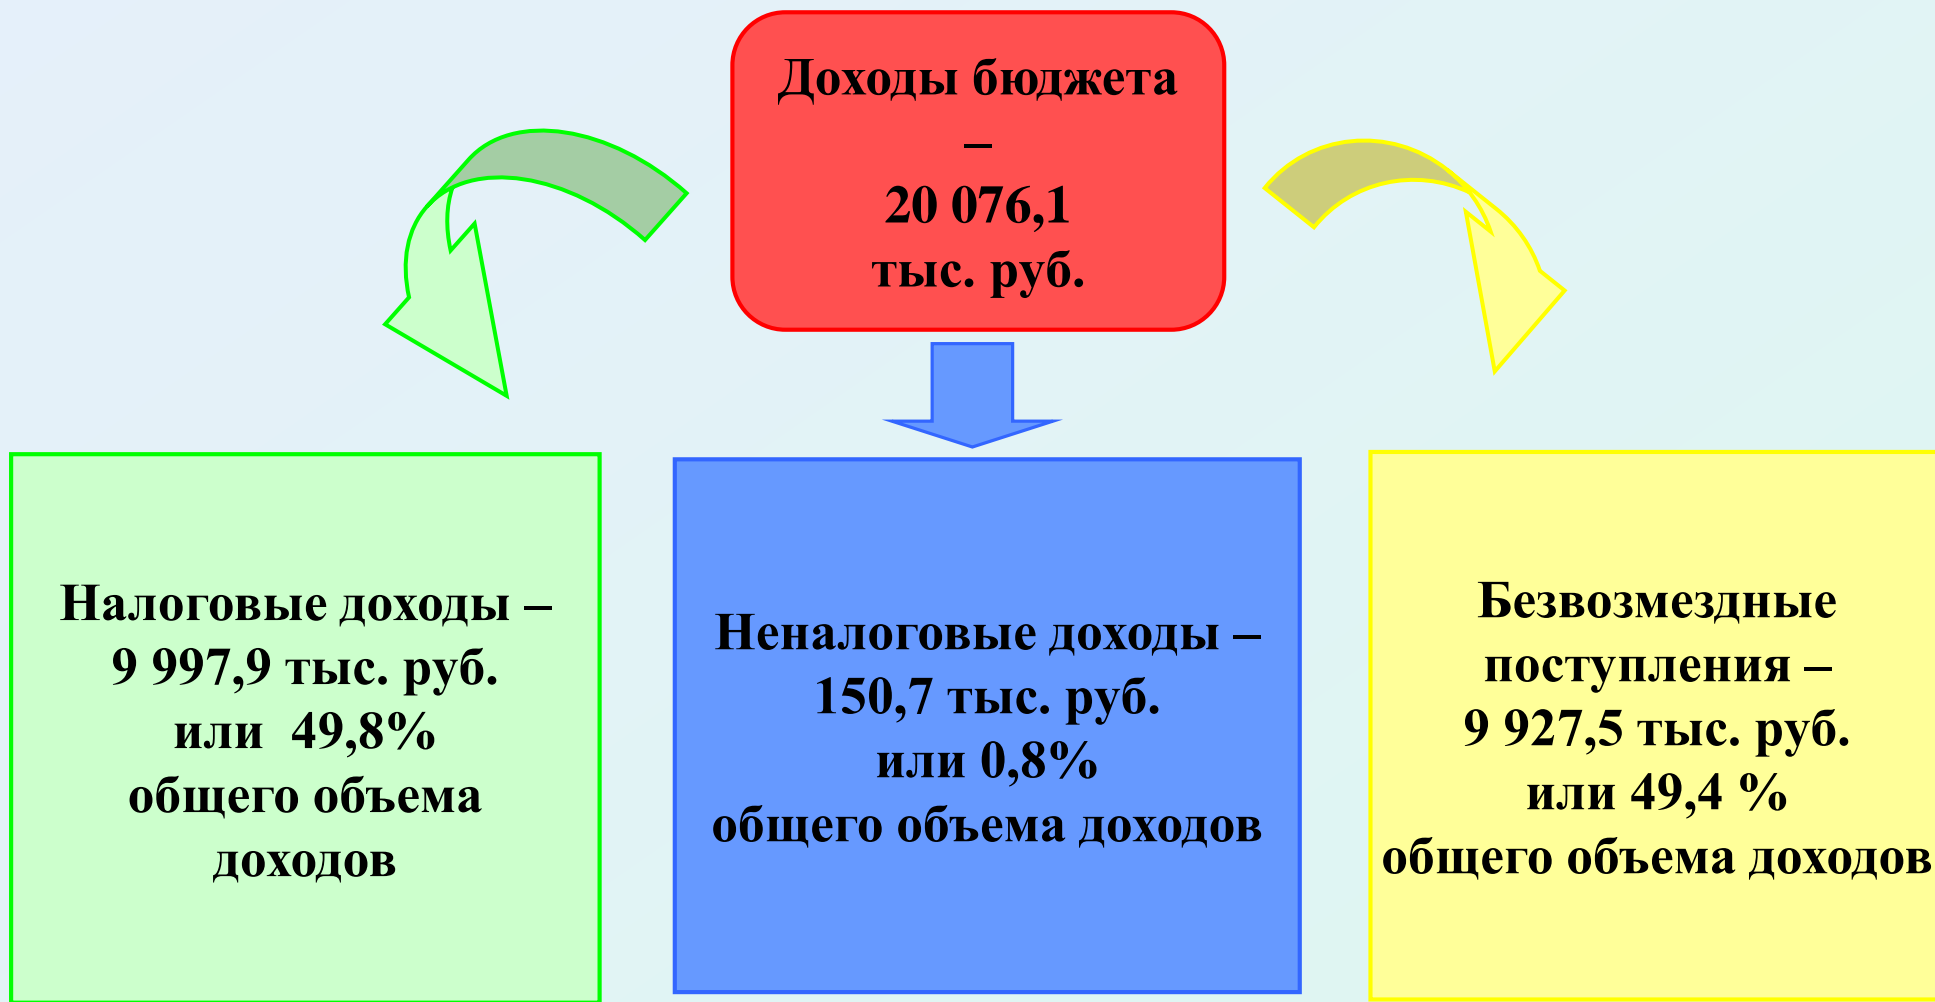 Доходы бюджета
–
20 076,1
тыс. руб.
Налоговые доходы –
9 997,9 тыс. руб.
или  49,8%
общего объема
доходов
Неналоговые доходы –
150,7 тыс. руб.
или 0,8%
общего объема доходов
Безвозмездные
поступления –
9 927,5 тыс. руб.
или 49,4 %
общего объема доходов